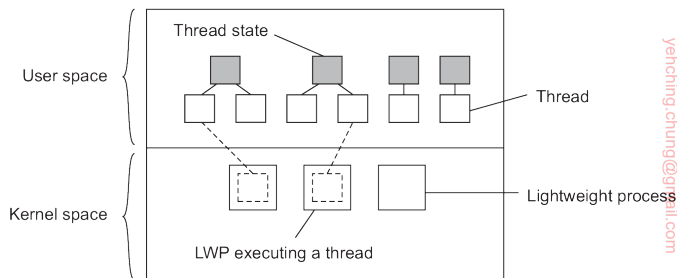 Thread state
User space
Thread
Kernel space
Lightweight process
LWP executing a thread
yehching.chung@gmail.com